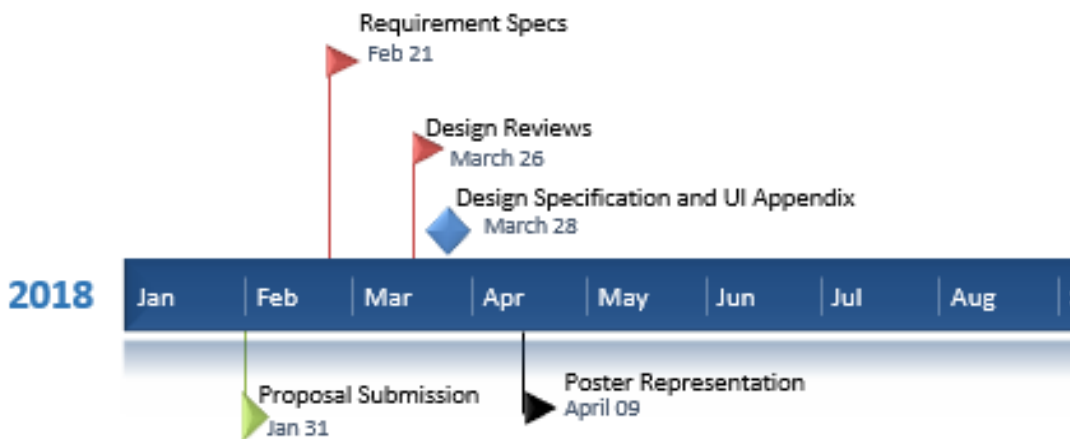 Requirement Specs
Feb 21
Design Reviews
March 26
Design Specification and UI Appendix
March 28
2018
Jan
Feb
Mar
Apr
May
Jun
Jul
Aug
Proposal Submission
Jan 31
Poster Representation
April 09